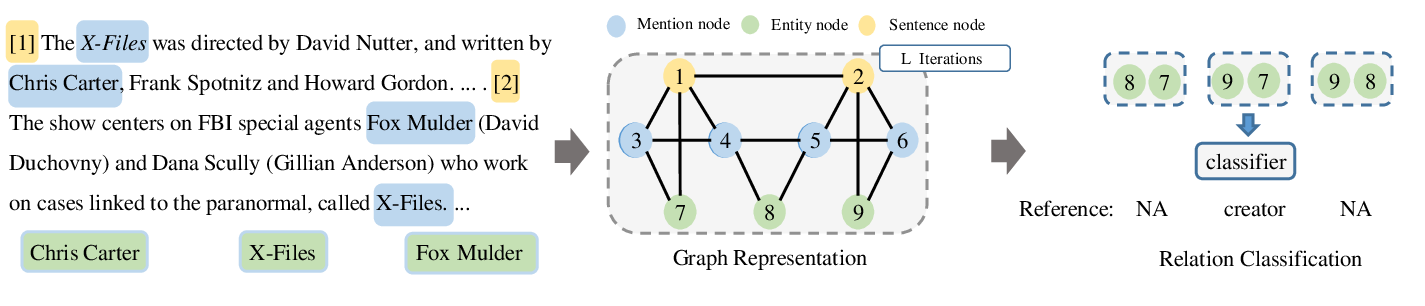 [1] The X-Files was directed by David Nutter, and written by
Chris Carter, Frank Spotnitz and Howard Gordon. ... . [2]
The show centers on FBI special agents Fox Mulder (David
Duchovny) and Dana Scully (Gillian Anderson) who work
on cases linked to the paranormal, called X-Files. ...
Chris Carter
X-Files
Fox Mulder
Mention node
Entity node
Sentence node
L Iterations
1
2
3
4
5
6
7
8
9
Graph Representation
8 7
9 7
9 8
classifier
Reference: NA creator NA
Relation Classification